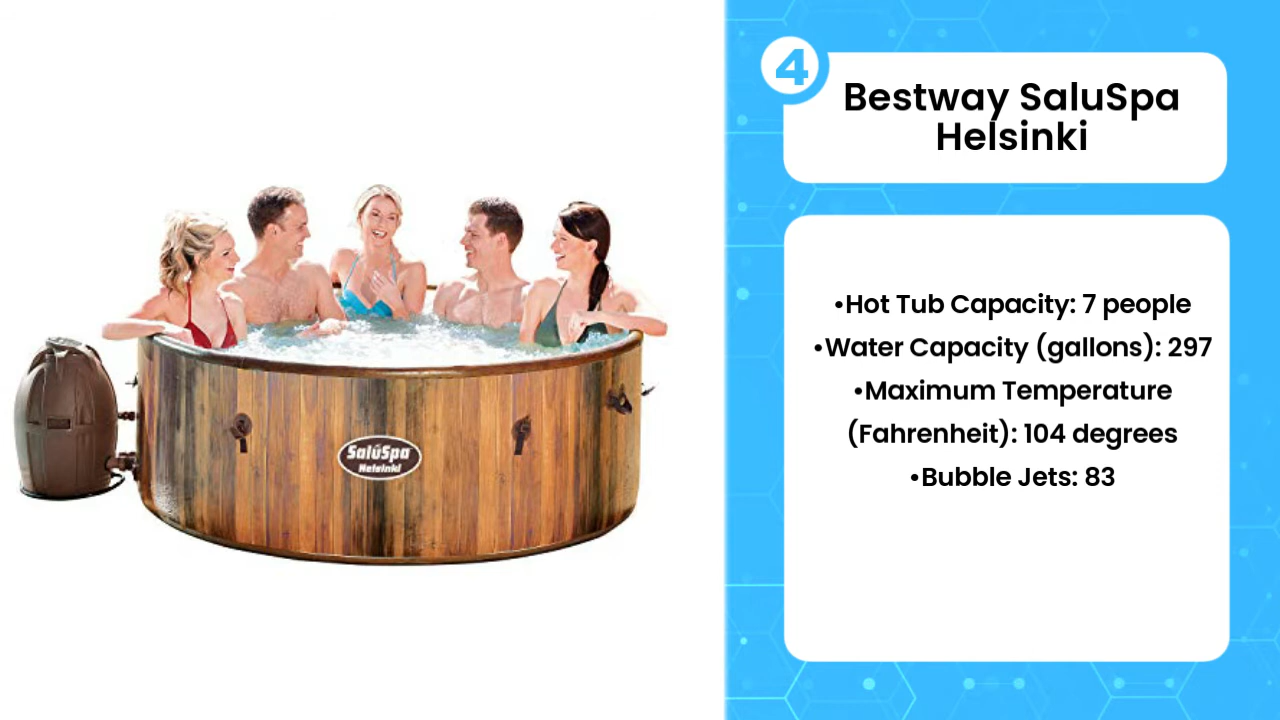 4
Bestway SaluSpa
Helsinki
•Hot Tub Capacity: 7 people
•Water Capacity (gallons): 297
•Maximum Temperature
(Fahrenheit): 104 degrees
•Bubble Jets: 83
SalúSpa
Helsinki